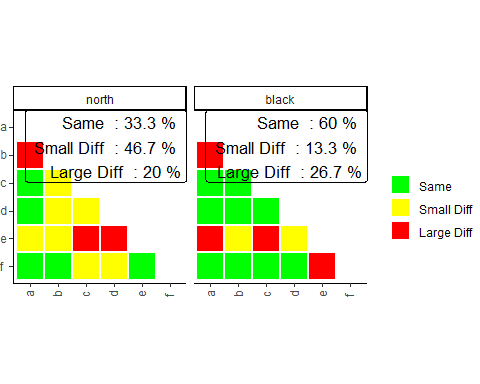 north
black
Same : 33.3 %
Small Diff : 46.7 %
Large Diff : 20 %
Same : 60 %
Small Diff : 13.3 %
Large Diff : 26.7 %
a
b
c
d
e
f
a b c d e f
a b c d e f
Same
Small Diff
Large Diff